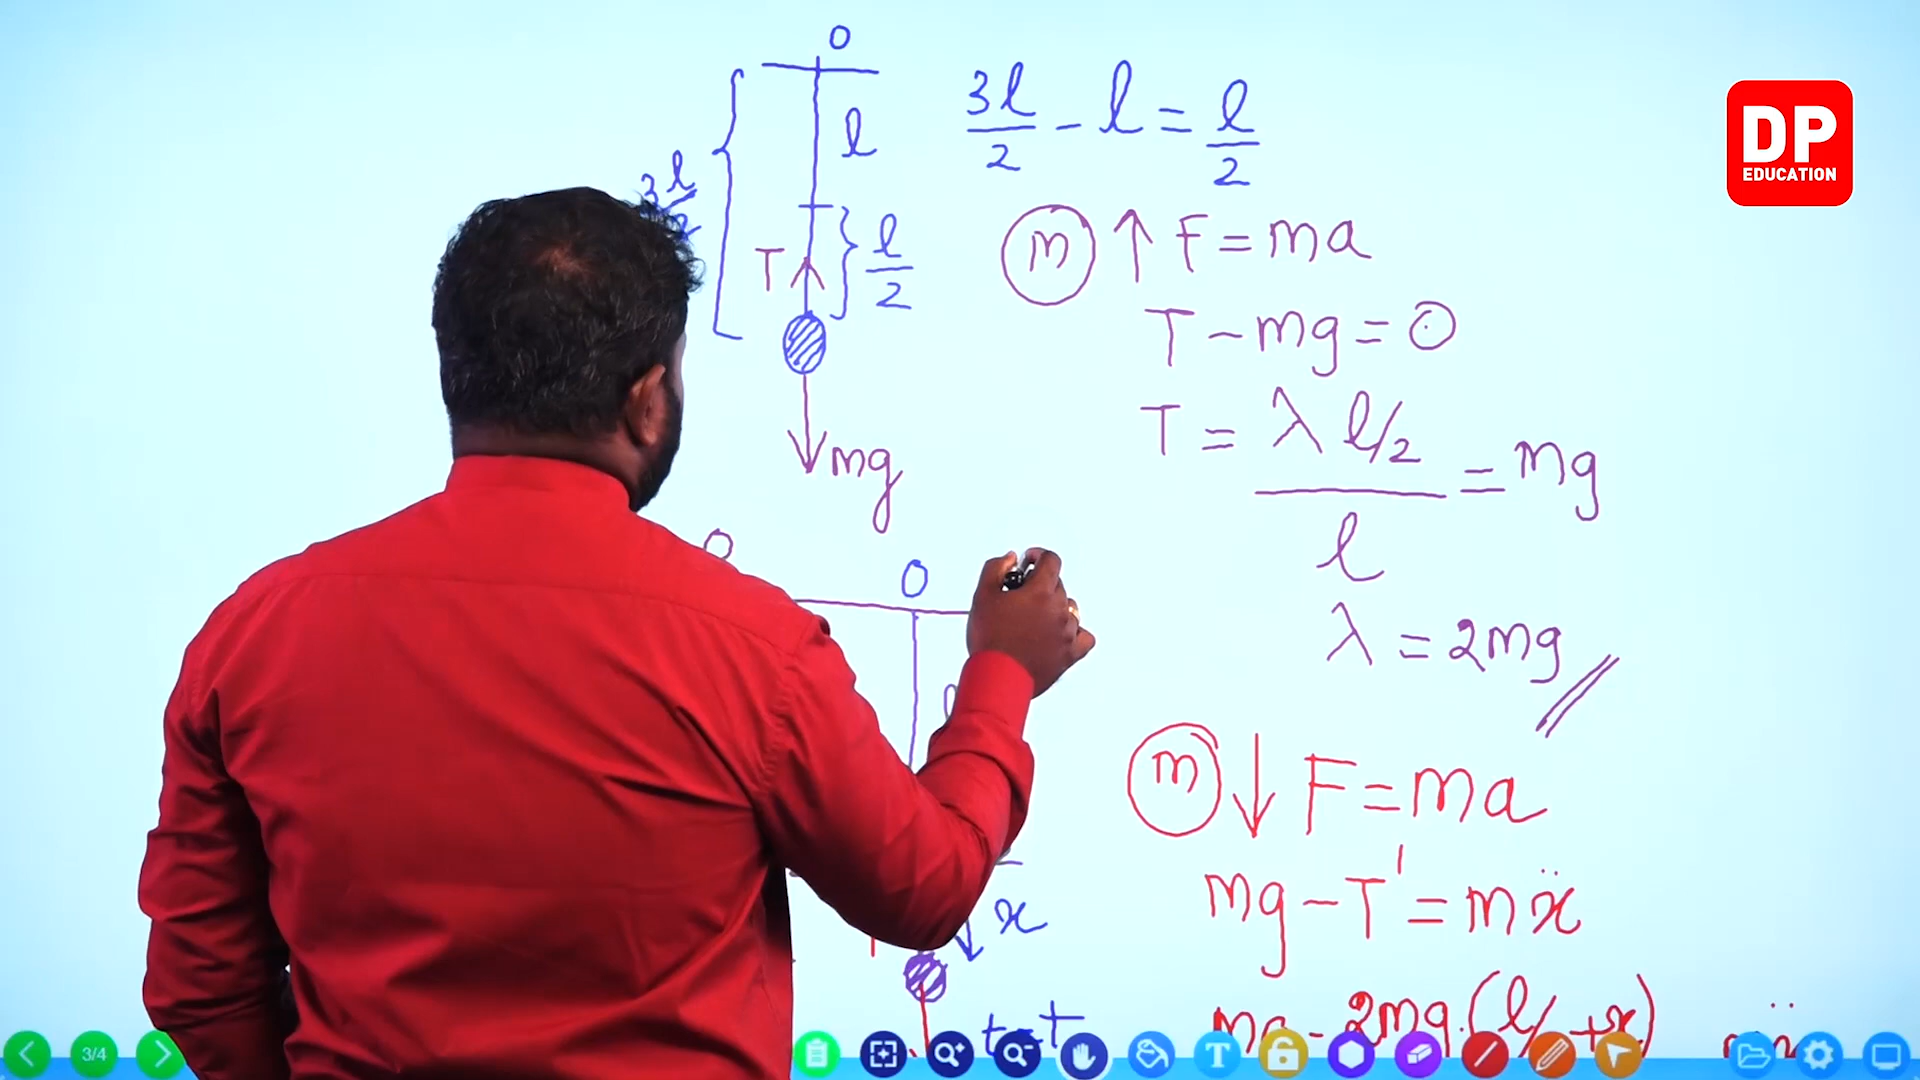 O
3l/2 - l = l/2
DP
EDUCATION
l
3l/2
T
l/2
m ↑ F = ma
T - mg = 0
T = λ l/2 / l = mg
mg
λ = 2mg
O
O
m ↓ F = ma
mg - T' = mẍ
x
t = T
3/4
T